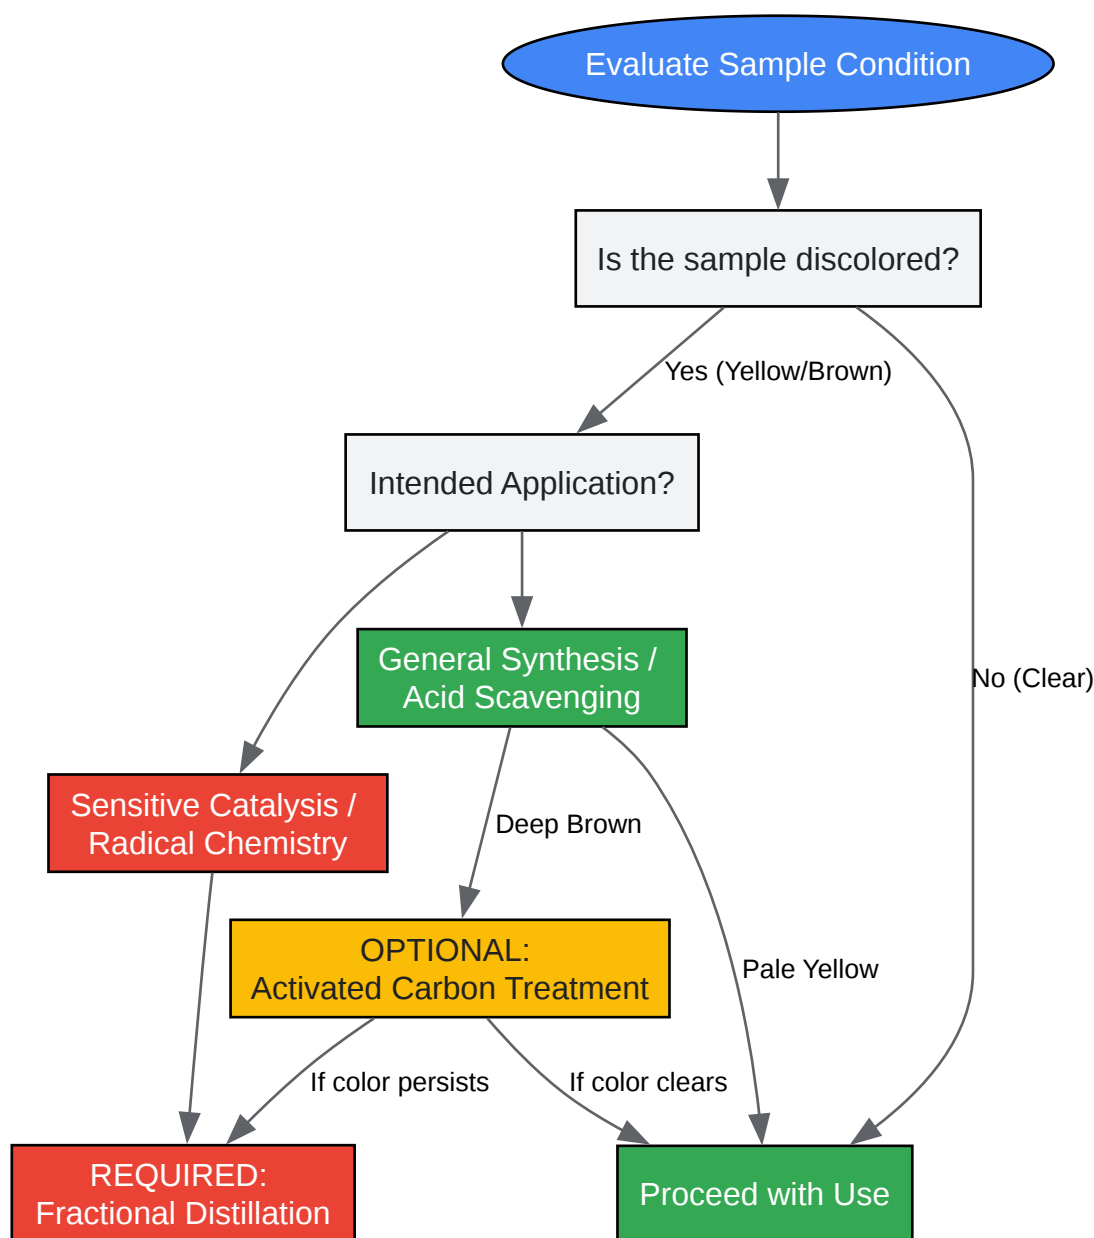 Evaluate Sample Condition
Is the sample discolored?
Yes (Yellow/Brown)
Intended Application?
General Synthesis /
Acid Scavenging
No (Clear)
Sensitive Catalysis /
Radical Chemistry
Deep Brown
OPTIONAL:
Activated Carbon Treatment
Pale Yellow
If color persists
If color clears
REQUIRED:
Fractional Distillation
Proceed with Use